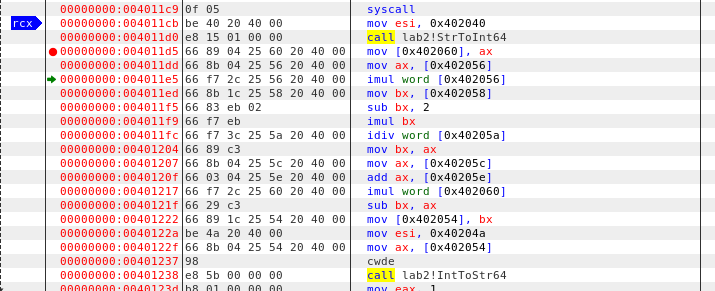 00000000:004011c9 0f 05 syscall
rcx 00000000:004011cb be 40 20 40 00 mov esi, 0x402040
00000000:004011d0 e8 15 01 00 00 call lab2!StrToInt64
00000000:004011d5 66 89 04 25 60 20 40 00 mov [0x402060], ax
00000000:004011dd 66 8b 04 25 56 20 40 00 mov ax, [0x402056]
00000000:004011e5 66 f7 2c 25 56 20 40 00 imul word [0x402056]
00000000:004011ed 66 8b 1c 25 58 20 40 00 mov bx, [0x402058]
00000000:004011f5 66 83 eb 02 sub bx, 2
00000000:004011f9 66 f7 eb imul bx
00000000:004011fc 66 f7 3c 25 5a 20 40 00 idiv word [0x40205a]
00000000:00401204 66 89 c3 mov bx, ax
00000000:00401207 66 8b 04 25 5c 20 40 00 mov ax, [0x40205c]
00000000:0040120f 66 03 04 25 5e 20 40 00 add ax, [0x40205e]
00000000:00401217 66 f7 2c 25 60 20 40 00 imul word [0x402060]
00000000:0040121f 66 29 c3 sub bx, ax
00000000:00401222 66 89 1c 25 54 20 40 00 mov [0x402054], bx
00000000:0040122a be 4a 20 40 00 mov esi, 0x40204a
00000000:0040122f 66 8b 04 25 54 20 40 00 mov ax, [0x402054]
00000000:00401237 98 cwde
00000000:00401238 e8 5b 00 00 00 call lab2!IntToStr64
00000000:0040123d b8 01 00 00 00 mov eax, 1